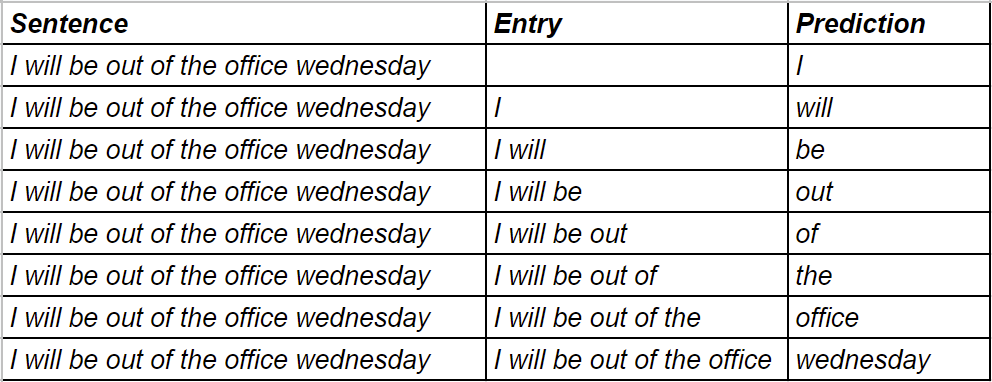 Sentence Entry Prediction
I will be out of the office wednesday I
I will be out of the office wednesday I will
I will be out of the office wednesday I will be
I will be out of the office wednesday I will be out
I will be out of the office wednesday I will be out of
I will be out of the office wednesday I will be out of the
I will be out of the office wednesday I will be out of the office
I will be out of the office wednesday I will be out of the office wednesday